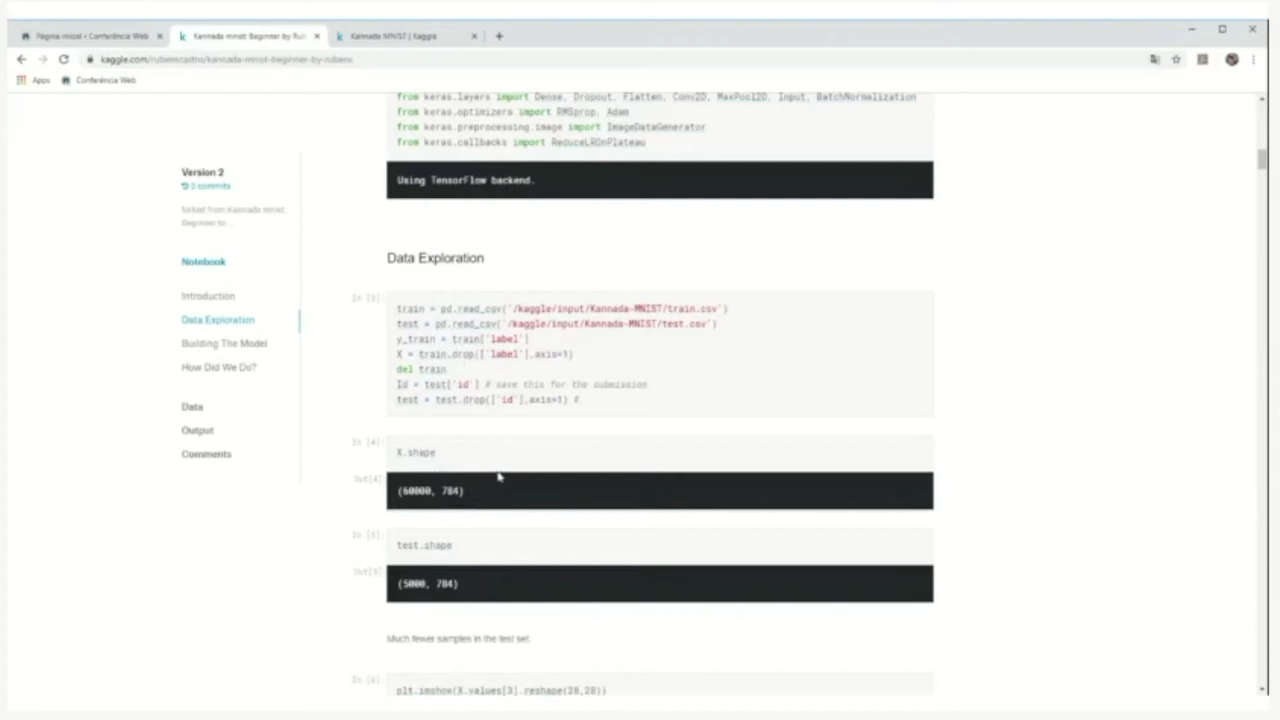 Página inicial • Conferência Web
Kannada mnist: Beginner by Rub
Kannada MNIST | Kaggle
kaggle.com/rubenscastro/kannada-mnist-beginner-by-rubens
Apps
Conferência Web
from keras.layers import Dense, Dropout, Flatten, Conv2D, MaxPool2D, Input, BatchNormalization
from keras.optimizers import RMSprop, Adam
from keras.preprocessing.image import ImageDataGenerator
from keras.callbacks import ReduceLROnPlateau
Using TensorFlow backend.
Version 2
commits
forked from Kannada mnist:
Beginner to ...
Notebook
Introduction
Data Exploration
Building The Model
How Did We Do?
Data
Output
Comments
Data Exploration
In [3]:
train = pd.read_csv('/kaggle/input/Kannada-MNIST/train.csv')
test = pd.read_csv('/kaggle/input/Kannada-MNIST/test.csv')
y_train = train['label']
X = train.drop(['label'],axis=1)
del train
Id = test['id'] # save this for the submission
test = test.drop(['id'],axis=1) #
In [4]:
X.shape
Out[4]
(60000, 784)
In [5]:
test.shape
Out[5]
(5000, 784)
Much fewer samples in the test set.
In [6]:
plt.imshow(X.values[3].reshape(28,28))